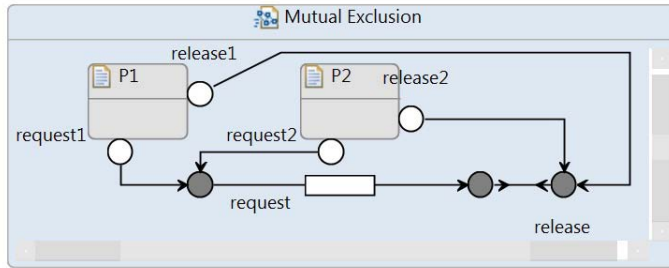 Mutual Exclusion
release1
P1
P2
release2
request1
request2
request
release